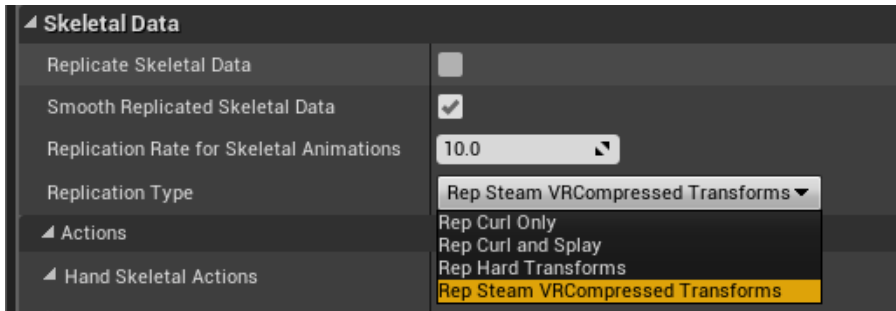 Skeletal Data
Replicate Skeletal Data
Smooth Replicated Skeletal Data
Replication Rate for Skeletal Animations 10.0
Replication Type Rep Steam VRCompressed Transforms
Rep Curl Only
Actions
Rep Curl and Splay
Rep Hard Transforms
Hand Skeletal Actions
Rep Steam VRCompressed Transforms